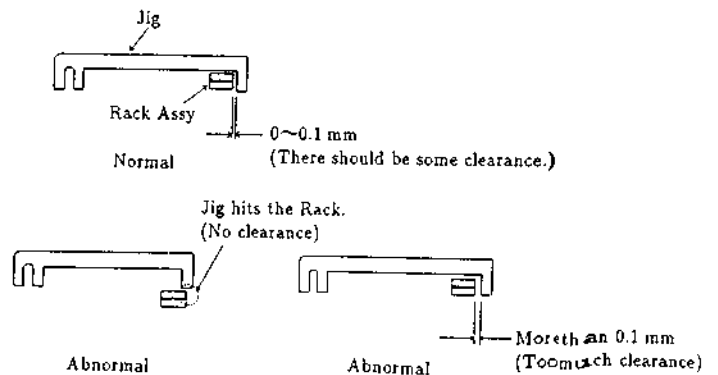 Jig
Rack Assy
0~0.1 mm
(There should be some clearance.)
Normal
Jig hits the Rack.
(No clearance)
Abnormal
Abnormal
Moreth an 0.1 mm
(Toomuch clearance)